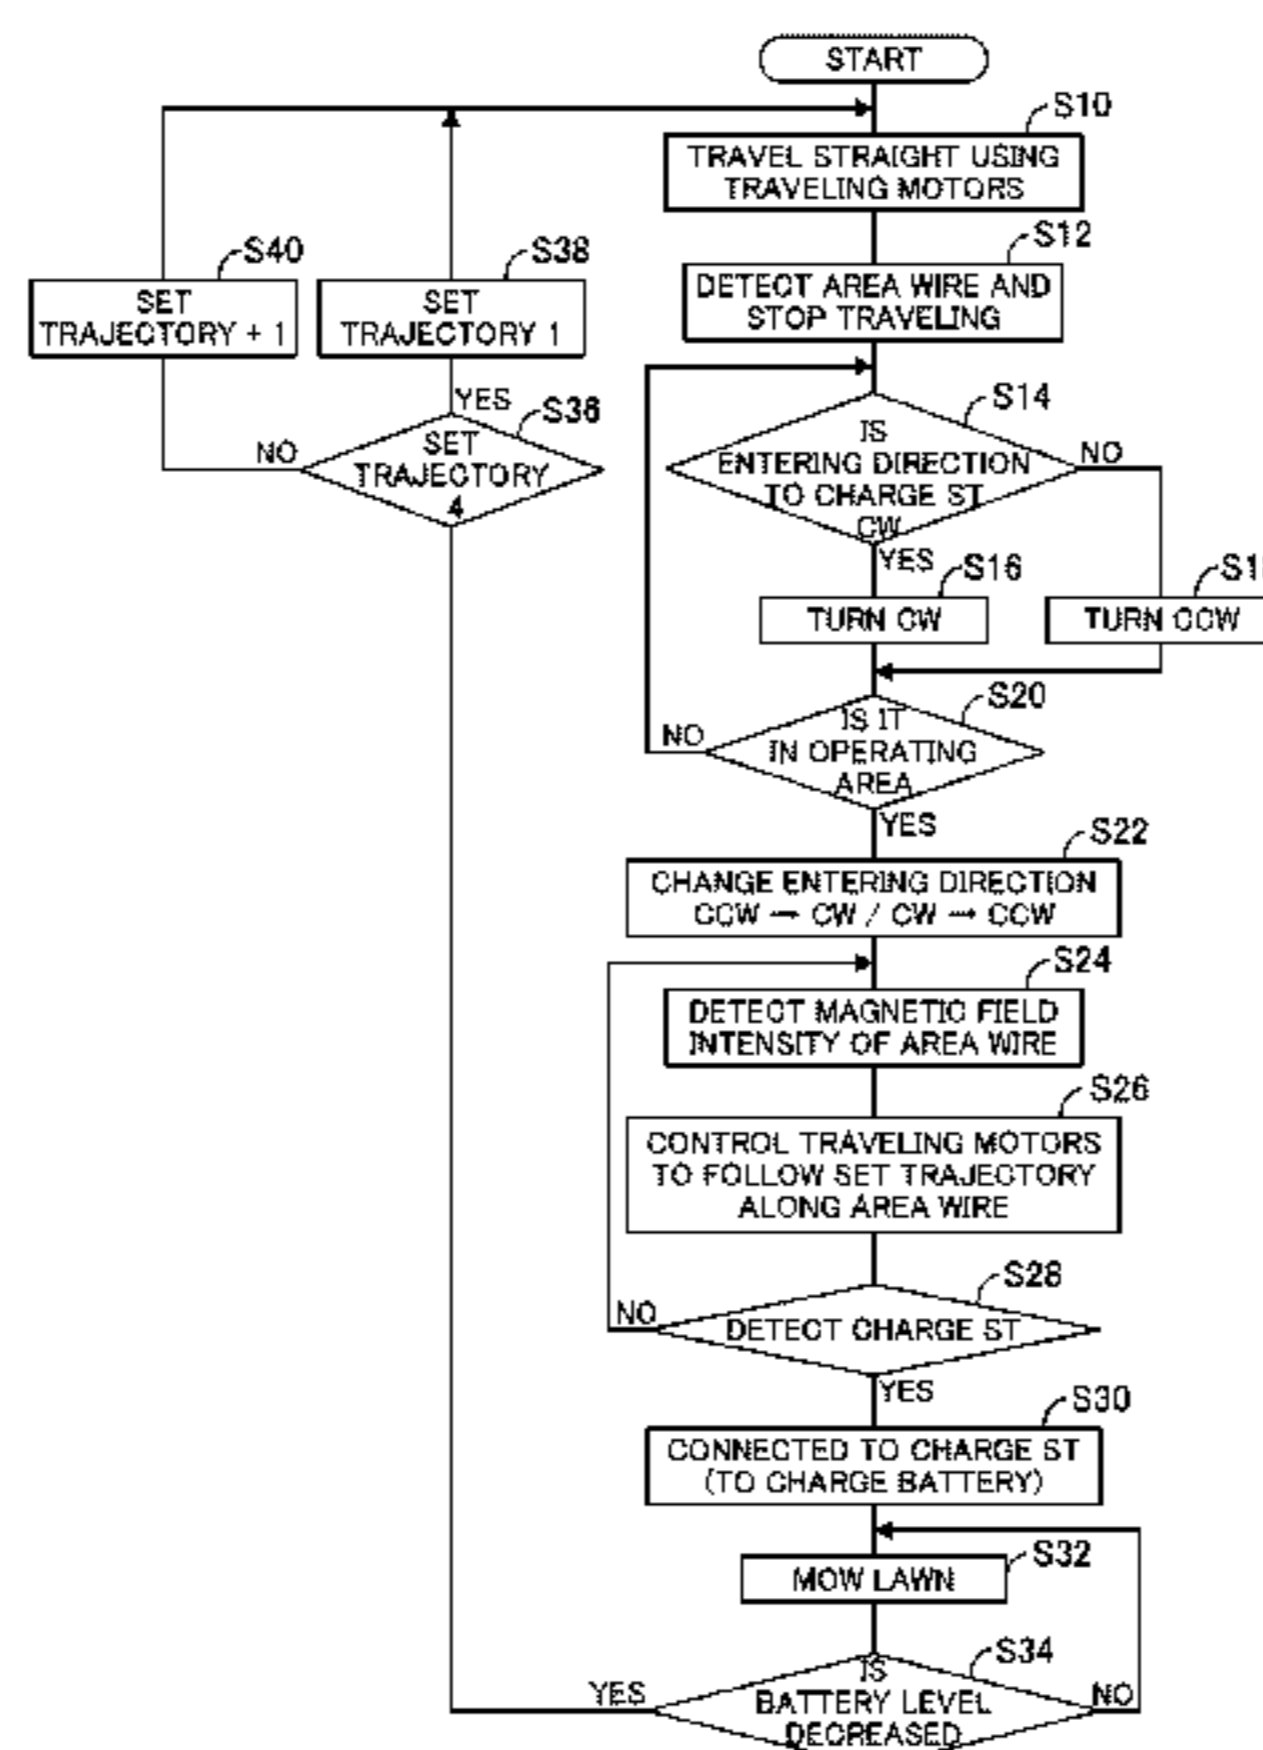 START
S10
TRAVEL STRAIGHT USING
TRAVELING MOTORS
S12
DETECT AREA WIRE AND
STOP TRAVELING
S40
SET
TRAJECTORY + 1
S38
SET
TRAJECTORY 1
YES
S36
NO
SET
TRAJECTORY
4
S14
IS
ENTERING DIRECTION
TO CHARGE ST
CW
NO
YES
S16
TURN CW
TURN CCW
S20
IS IT
IN OPERATING
AREA
NO
YES
S22
CHANGE ENTERING DIRECTION
CCW → CW / CW → CCW
S24
DETECT MAGNETIC FIELD
INTENSITY OF AREA WIRE
S26
CONTROL TRAVELING MOTORS
TO FOLLOW SET TRAJECTORY
ALONG AREA WIRE
S28
NO
DETECT CHARGE ST
YES
S30
CONNECTED TO CHARGE ST
(TO CHARGE BATTERY)
S32
MOW LAWN
S34
IS
BATTERY LEVEL
DECREASED
YES
NO